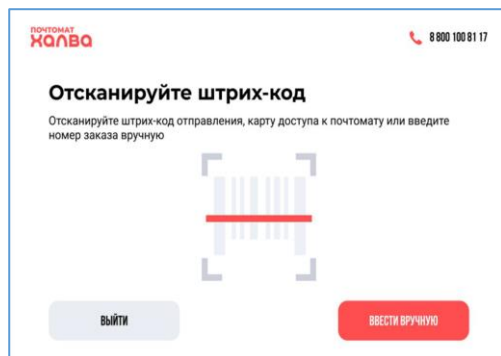 ПОЧТОМАТ
ХАЛВА
8 800 100 81 17
Отсканируйте штрих-код
Отсканируйте штрих-код отправления, карту доступа к почтомату или введите
номер заказа вручную
ВЫЙТИ
ВВЕСТИ ВРУЧНУЮ